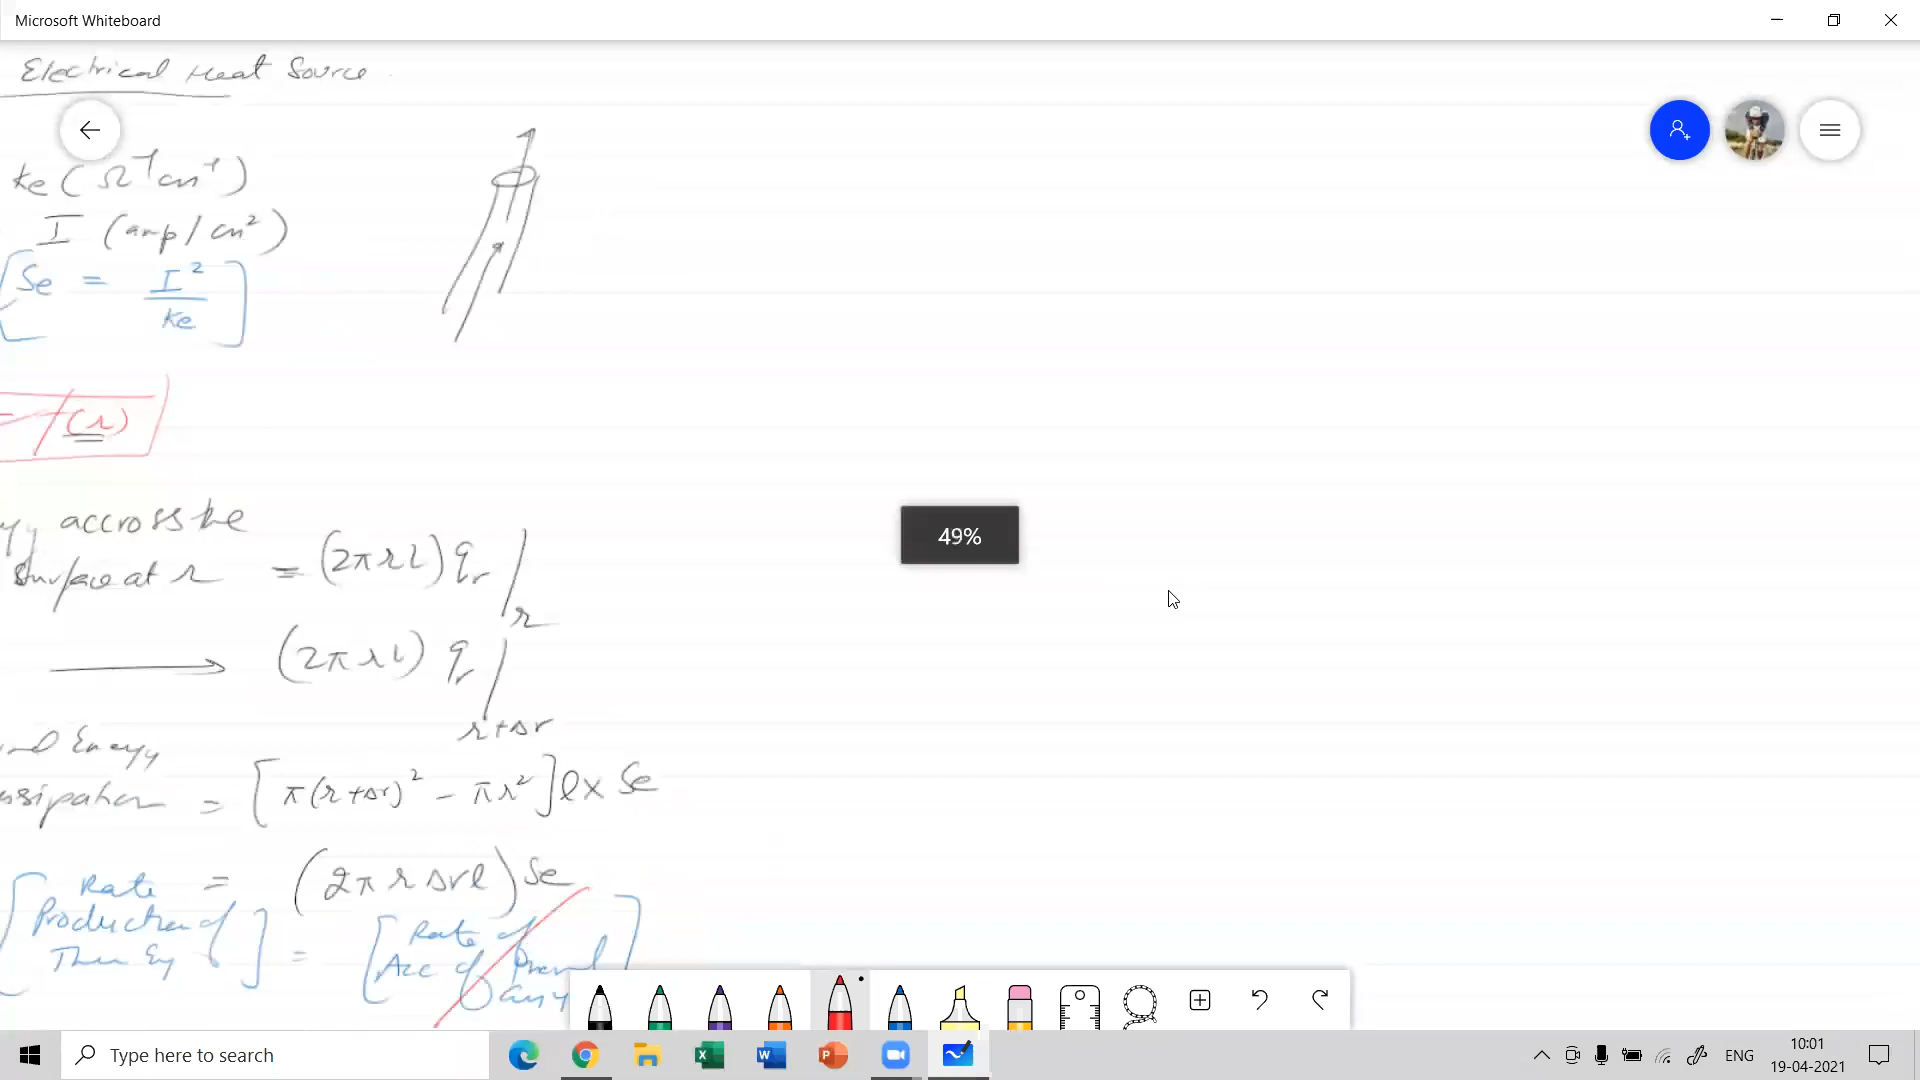 Microsoft Whiteboard
Electrical Heat Source
ke (Ω⁻¹cm⁻¹)
I (amp/cm²)
[Se = I²/ke]
(r)
accross the
surface at r = (2πrL) qr|r
(2πrl) qr|r+Δr
49%
Energy
= [π(r+Δr)² - πr²] l x Se
= (2πrΔrl) Se
[Rate Production of = [Rate of
Acc of
Type here to search
ENG
10:01
19-04-2021